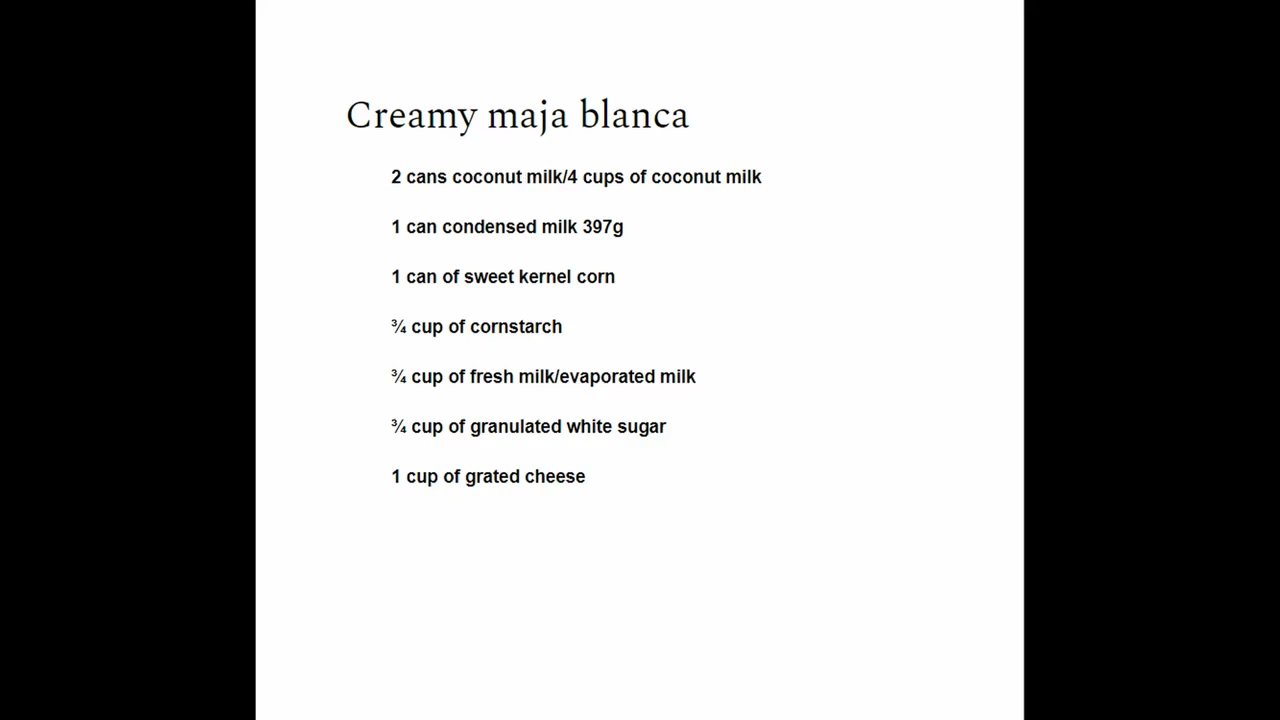 Creamy maja blanca
2 cans coconut milk/4 cups of coconut milk
1 can condensed milk 397g
1 can of sweet kernel corn
¾ cup of cornstarch
¾ cup of fresh milk/evaporated milk
¾ cup of granulated white sugar
1 cup of grated cheese